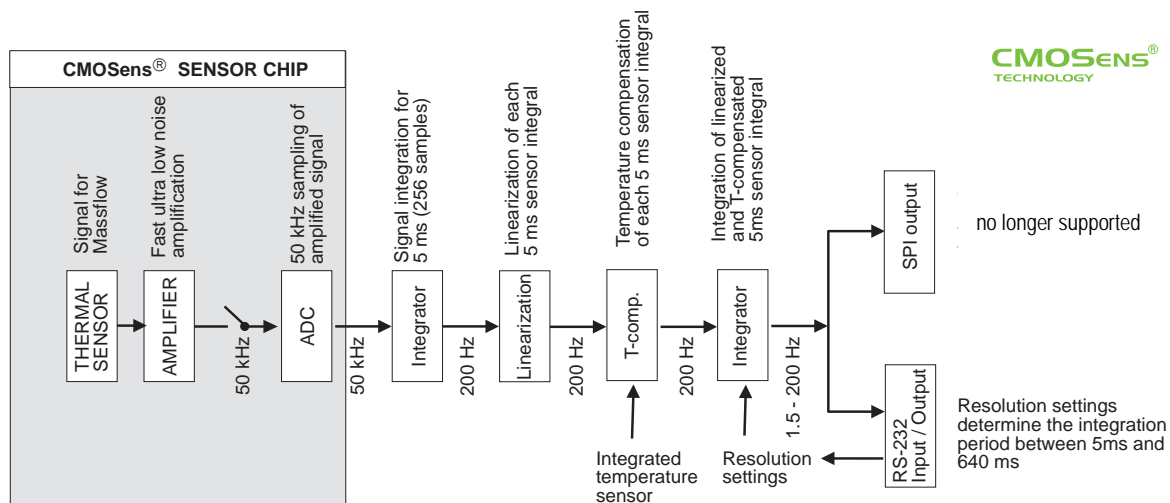 CMOSens® SENSOR CHIP
CMOSENS®
TECHNOLOGY
Signal for
Massflow
Fast ultra low noise
amplification
50 kHz sampling of
amplified signal
Signal integration for
5 ms (256 samples)
Linearization of each
5 ms sensor integral
Temperature compensation
of each 5 ms sensor integral
Integration of linearized
and T-compensated
5ms sensor integral
THERMAL
SENSOR
AMPLIFIER
50 kHz
ADC
50 kHz
Integrator
200 Hz
Linearization
200 Hz
T-comp.
200 Hz
Integrator
1.5 - 200 Hz
SPI output
no longer supported
RS-232
Input / Output
Resolution settings
determine the integration
period between 5ms and
640 ms
Integrated
temperature
sensor
Resolution
settings